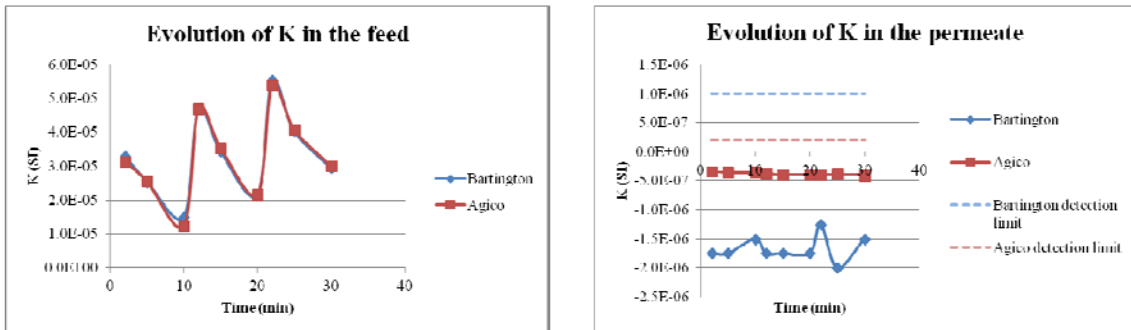 Evolution of K in the feed
6.0E-05
5.0E-05
4.0E-05
3.0E-05
2.0E-05
1.0E-05
0.0E+00
K (SI)
0
10
20
30
40
Time (min)
Bartington
Agico
Evolution of K in the permeate
1.5E-06
1.0E-06
5.0E-07
0.0E+00
-5.0E-07
-1.0E-06
-1.5E-06
-2.0E-06
-2.5E-06
K (SI)
0
10
20
30
40
Time (min)
Bartington
Agico
Bartington detection
limit
Agico detection limit